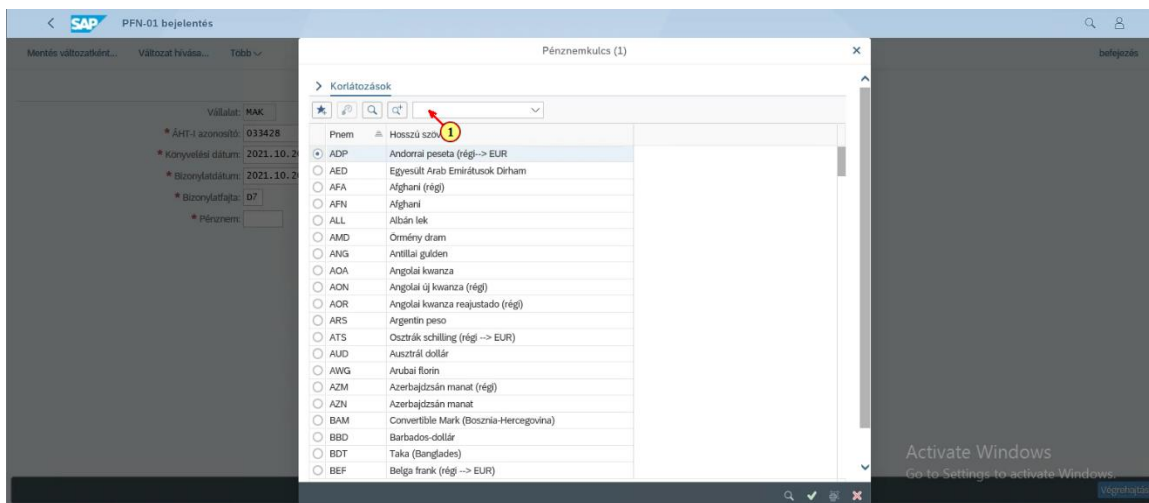 SAP PFN-01 bejelentés
Mentés változatként... Változat hívása... Több
befejezés
Vállalat: MAK
* ÁHT-I azonosító: 033428
* Könyvelési dátum: 2021.10.2
* Bizonylatdátum: 2021.10.2
* Bizonylatfajta: D7
* Pénznem:
Pénznemkulcs (1)
Korlátozások
1
Pnem Hosszú szöv
ADP Andorrai peseta (régi--> EUR
AED Egyesült Arab Emirátusok Dirham
AFA Afghani (régi)
AFN Afghani
ALL Albán lek
AMD Örmény dram
ANG Antillai gulden
AOA Angolai kwanza
AON Angolai új kwanza (régi)
AOR Angolai kwanza reajustado (régi)
ARS Argentin peso
ATS Osztrák schilling (régi --> EUR)
AUD Ausztrál dollár
AWG Arubai florin
AZM Azerbajdzsán manat (régi)
AZN Azerbajdzsán manat
BAM Convertible Mark (Bosznia-Hercegovina)
BBD Barbados-dollár
BDT Taka (Banglades)
BEF Belga frank (régi --> EUR)
Activate Windows
Go to Settings to activate Windows.
Végrehajtás